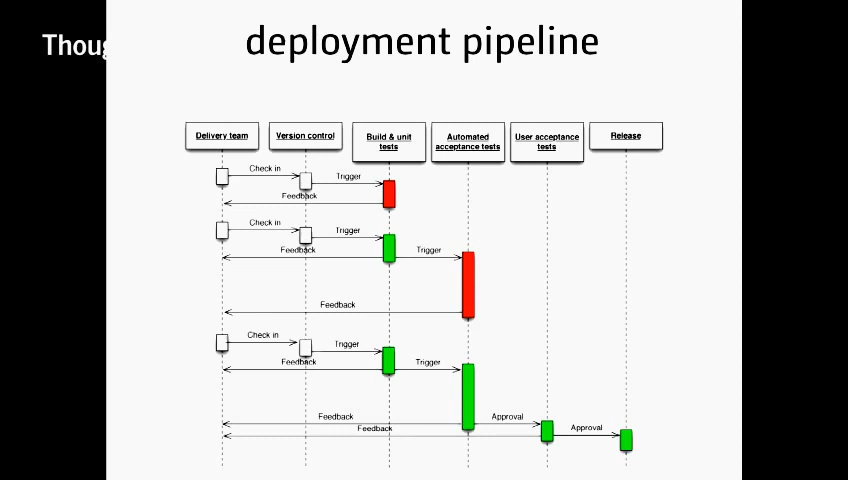 Thoug
deployment pipeline
Delivery team
Version control
Build & unit
tests
Automated
acceptance tests
User acceptance
tests
Release
Check in
Trigger
Feedback
Check in
Trigger
Feedback
Trigger
Feedback
Check in
Trigger
Feedback
Trigger
Feedback
Approval
Feedback
Approval